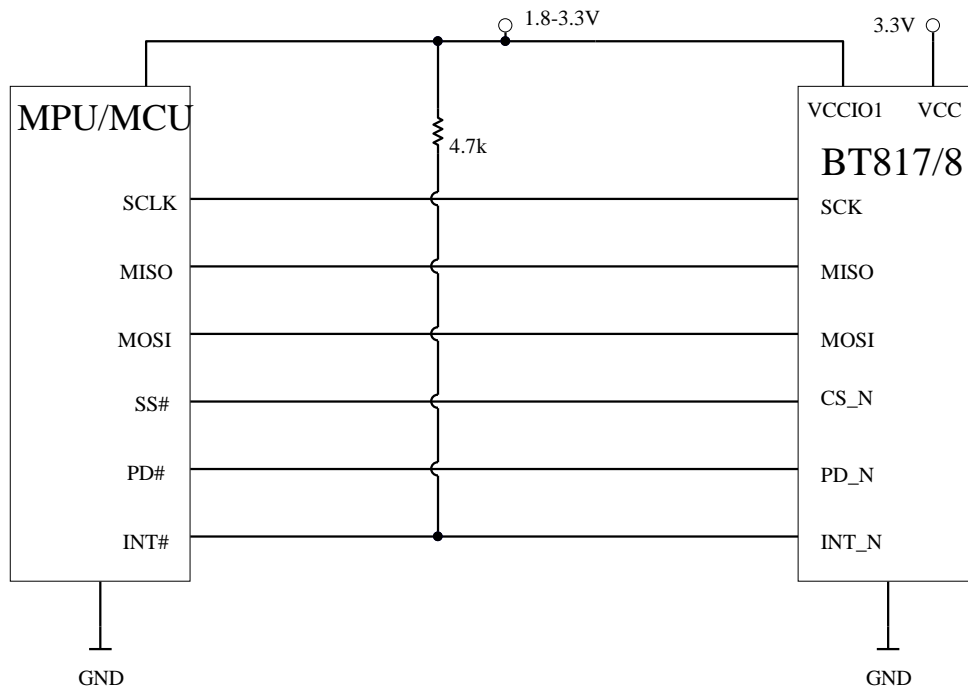 1.8-3.3V
3.3V
MPU/MCU
VCCIO1 VCC
4.7k
BT817/8
SCLK SCK
MISO MISO
MOSI MOSI
SS# CS_N
PD# PD_N
INT# INT_N
GND GND